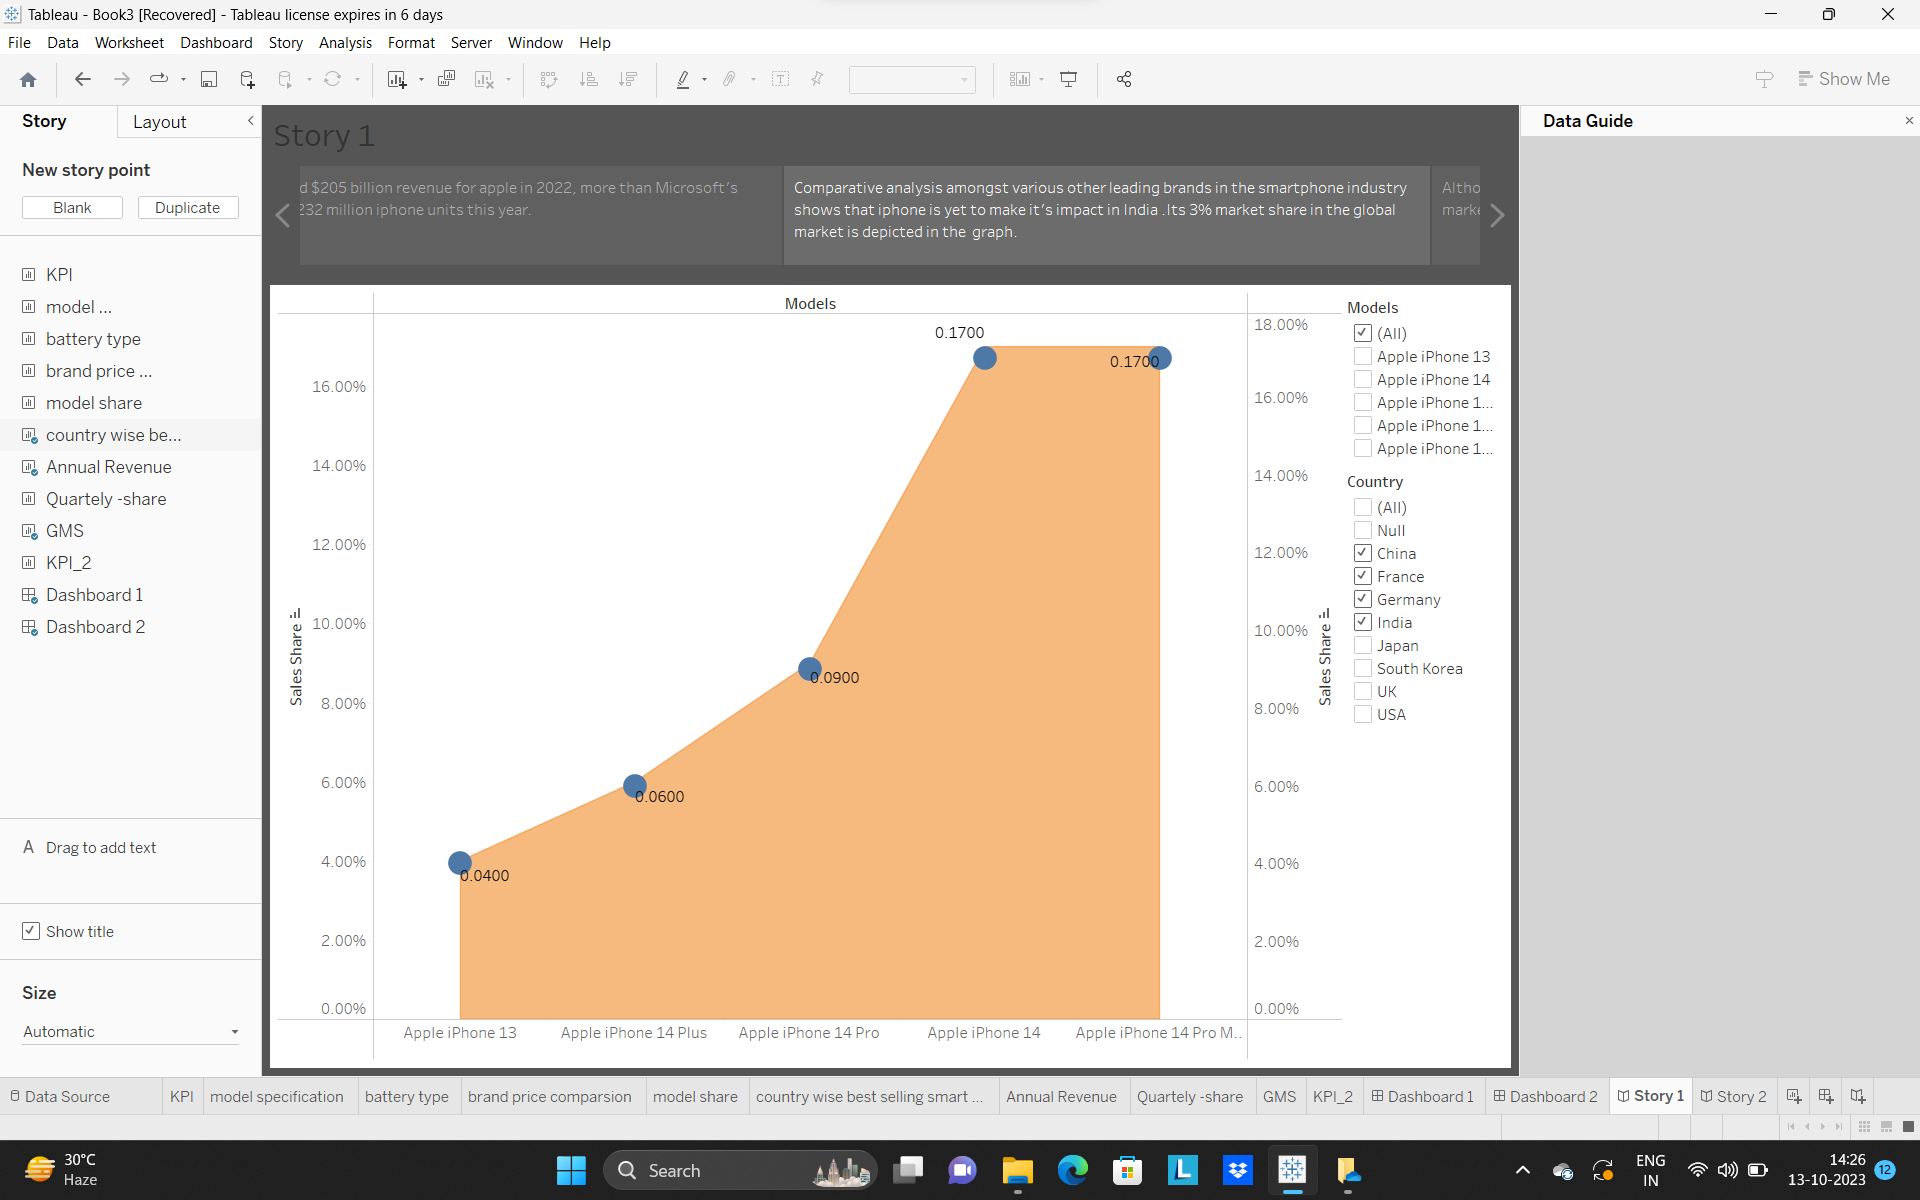 Tableau - Book3 [Recovered] - Tableau license expires in 6 days
File Data Worksheet Dashboard Story Analysis Format Server Window Help
Show Me
Story Layout
New story point
Blank Duplicate
KPI
model ...
battery type
brand price ...
model share
country wise be...
Annual Revenue
Quartely -share
GMS
KPI_2
Dashboard 1
Dashboard 2
A Drag to add text
Show title
Size
Automatic
Story 1
d $205 billion revenue for apple in 2022, more than Microsoft's
232 million iphone units this year.
Comparative analysis amongst various other leading brands in the smartphone industry
shows that iphone is yet to make it's impact in India .Its 3% market share in the global
market is depicted in the graph.
Altho
marke
Models
Sales Share
16.00%
14.00%
12.00%
10.00%
8.00%
6.00%
4.00%
2.00%
0.00%
0.0400
0.0600
0.0900
0.1700
0.1700
Apple iPhone 13 Apple iPhone 14 Plus Apple iPhone 14 Pro Apple iPhone 14 Apple iPhone 14 Pro M..
18.00%
16.00%
14.00%
12.00%
10.00%
8.00%
6.00%
4.00%
2.00%
0.00%
Sales Share
Models
(All)
Apple iPhone 13
Apple iPhone 14
Apple iPhone 1...
Apple iPhone 1...
Apple iPhone 1...
Country
(All)
Null
China
France
Germany
India
Japan
South Korea
UK
USA
Data Guide
Data Source KPI model specification battery type brand price comparsion model share country wise best selling smart ... Annual Revenue Quartely -share GMS KPI_2 Dashboard 1 Dashboard 2 Story 1 Story 2
30°C
Haze
Search
L
ENG
IN
14:26
13-10-2023
12